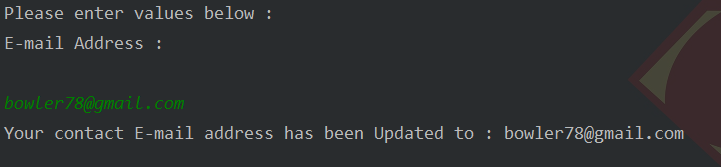 Please enter values below :
E-mail Address :
bowler78@gmail.com
Your contact E-mail address has been Updated to : bowler78@gmail.com